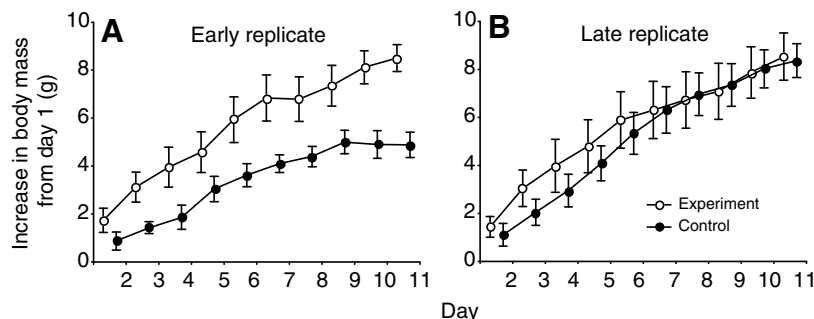 A
Early replicate
B
Late replicate
Increase in body mass
from day 1 (g)
10
8
6
4
2
0
10
8
6
4
2
0
Experiment
Control
2 3 4 5 6 7 8 9 10 11
2 3 4 5 6 7 8 9 10 11
Day